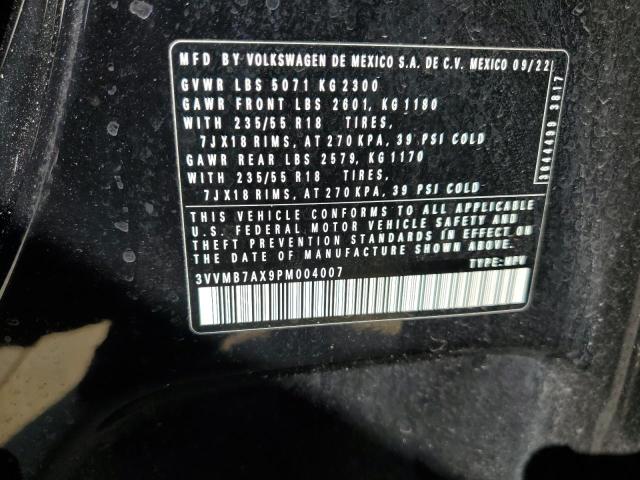 MFD BY VOLKSWAGEN DE MEXICO S.A. DE C.V. MEXICO 09/22
GVWR LBS 5071 KG 2300
GAWR FRONT LBS 2601, KG 1180
WITH 235/55 R18 TIRES,
7JX18 RIMS, AT 270 KPA, 39 PSI COLD
GAWR REAR LBS 2579, KG 1170
WITH 235/55 R18 TIRES,
7JX18 RIMS, AT 270 KPA, 39 PSI COLD
THIS VEHICLE CONFORMS TO ALL APPLICABLE
U.S. FEDERAL MOTOR VEHICLE SAFETY AND
THEFT PREVENTION STANDARDS IN EFFECT ON
THE DATE OF MANUFACTURE SHOWN ABOVE.
3VVMB7AX9PM004007 TYPE: MPV
3644499 3817